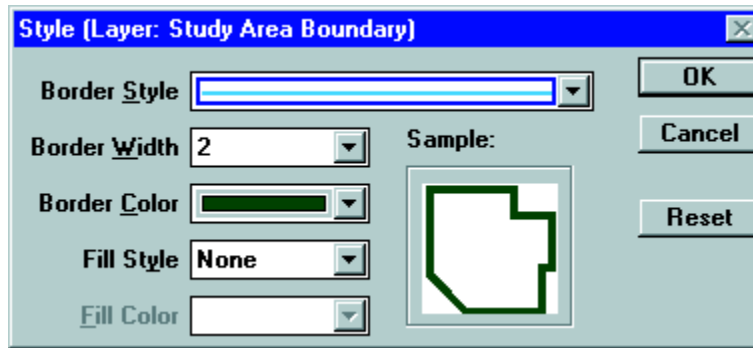 Style (Layer: Study Area Boundary)
Border Style
OK
Border Width
2
Sample:
Cancel
Border Color
Reset
Fill Style
None
Fill Color